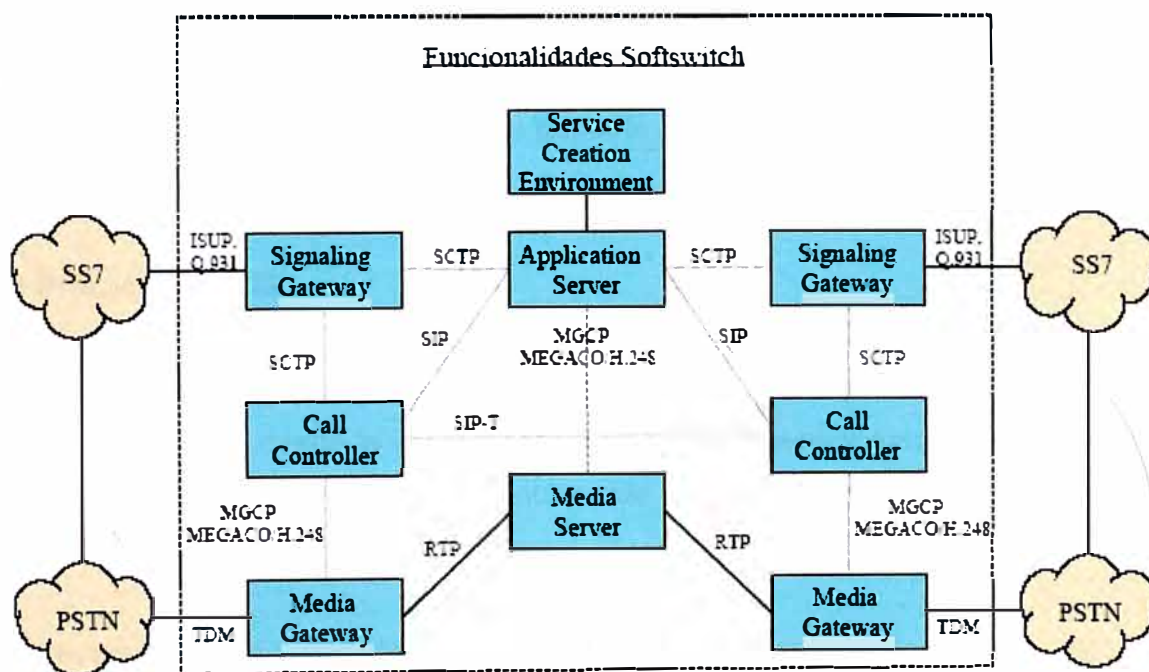 Funcionalidades Softswitch
Service
Creation
Environment
SS7
ISUP,
Q.931
Signaling
Gateway
SCTP
Application
Server
SCTP
Signaling
Gateway
ISUP,
Q.931
SS7
SCTP
SIP
MGCP
MEGACO/H.248
SIP
SCTP
Call
Controller
SIP-T
Call
Controller
MGCP
MEGACO/H.248
Media
Server
MGCP
MEGACO/H.248
RTP
RTP
PSTN
TDM
Media
Gateway
Media
Gateway
TDM
PSTN